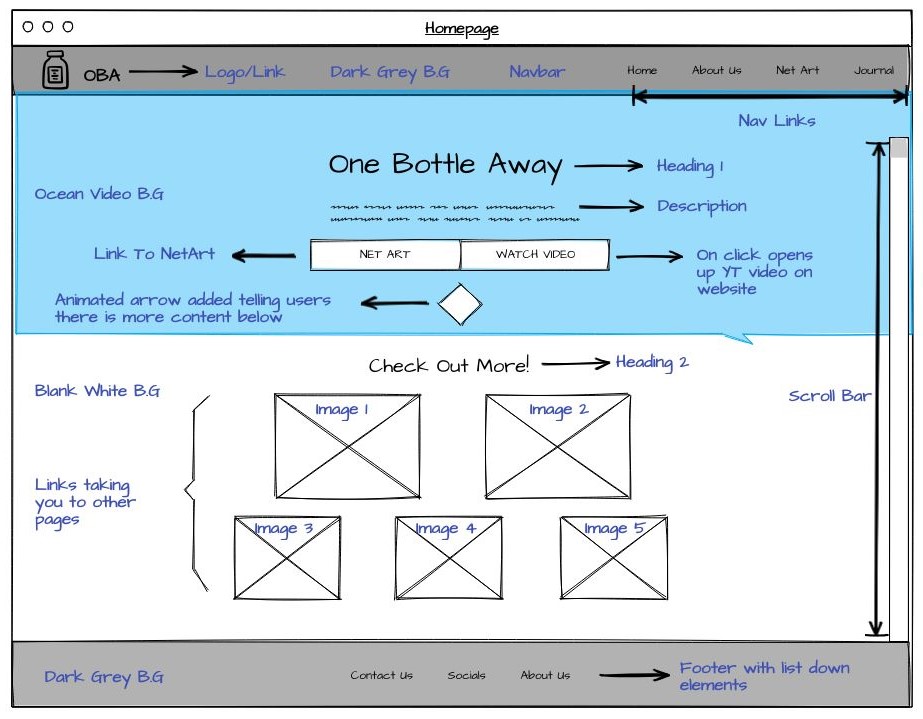 Homepage
OBA
Logo/Link
Dark Grey B.G
Navbar
Home
About Us
Net Art
Journal
Nav Links
One Bottle Away
Heading 1
Ocean Video B.G
Description
Link To NetArt
NET ART
WATCH VIDEO
On click opens
up YT video on
website
Animated arrow added telling users
there is more content below
Check Out More!
Heading 2
Blank White B.G
Scroll Bar
Image 1
Image 2
Links taking
you to other
pages
Image 3
Image 4
Image 5
Dark Grey B.G
Contact Us
Socials
About Us
Footer with list down
elements